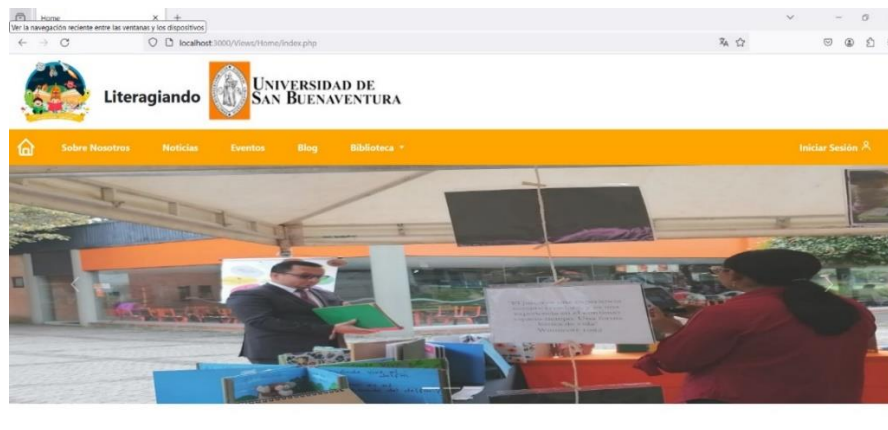 Home
Ver la navegación reciente entre las ventanas y los dispositivos
localhost:3000/Views/Home/index.php
Literagiando
UNIVERSIDAD DE
SAN BUENAVENTURA
Sobre Nosotros Noticias Eventos Blog Biblioteca Iniciar Sesión